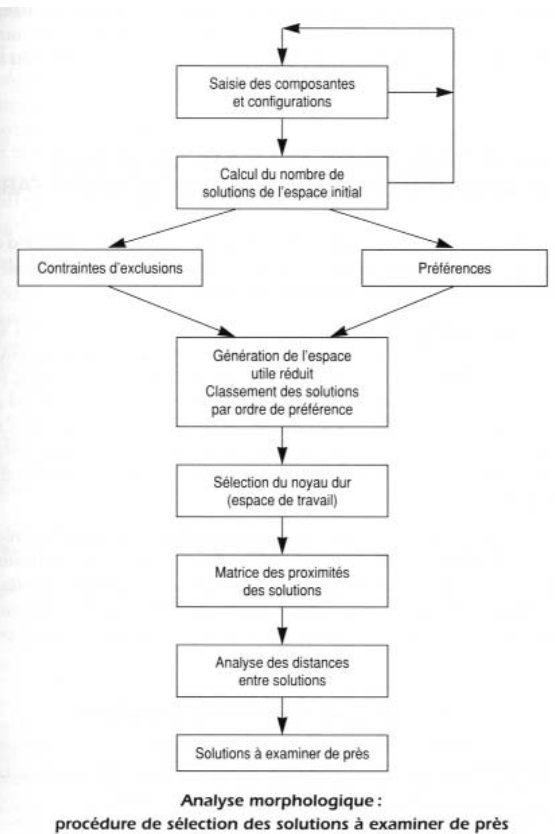 Saisie des composantes
et configurations
Calcul du nombre de
solutions de l'espace initial
Contraintes d'exclusions
Préférences
Génération de l'espace
utile réduit
Classement des solutions
par ordre de préférence
Sélection du noyau dur
(espace de travail)
Matrice des proximités
des solutions
Analyse des distances
entre solutions
Solutions à examiner de près
Analyse morphologique :
procédure de sélection des solutions à examiner de près